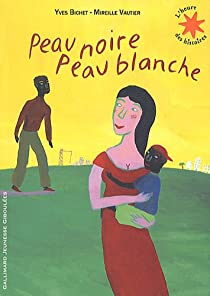 YVES BICHET - MIREILLE VAUTIER
L'heure
des histoires
Peau noire
Peau blanche
GALLIMARD JEUNESSE GIBOULÉES